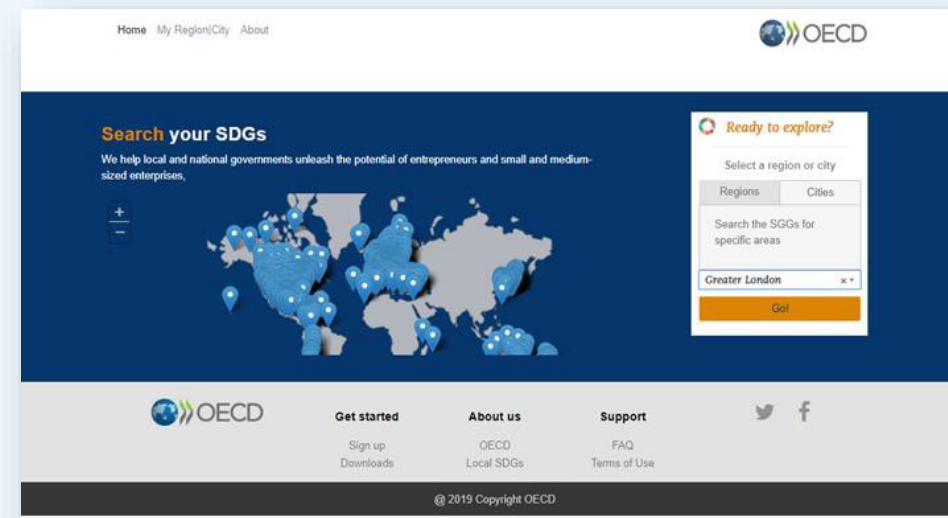 Home My Region|City About
OECD
Search your SDGs
We help local and national governments unleash the potential of entrepreneurs and small and medium-
sized enterprises,
+
−
Ready to explore?
Select a region or city
Regions Cities
Search the SGGs for
specific areas
Greater London × ▾
Go!
OECD
Get started
Sign up
Downloads
About us
OECD
Local SDGs
Support
FAQ
Terms of Use
@ 2019 Copyright OECD